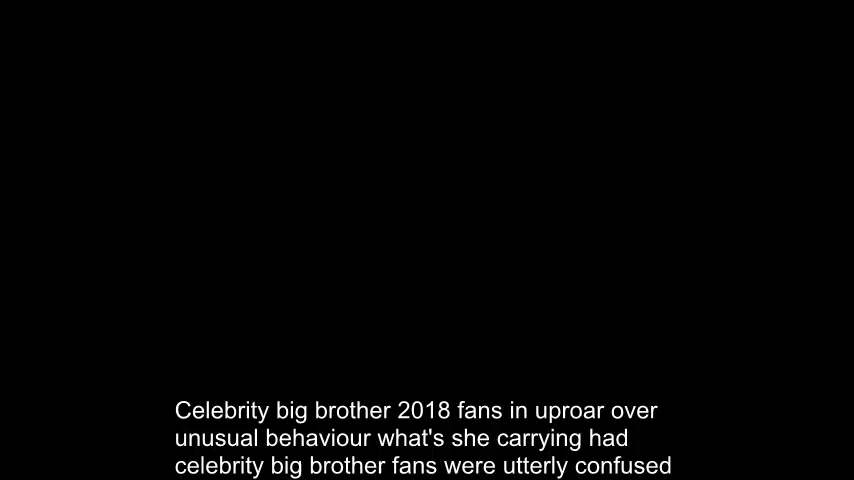 Celebrity big brother 2018 fans in uproar over
unusual behaviour what's she carrying had
celebrity big brother fans were utterly confused